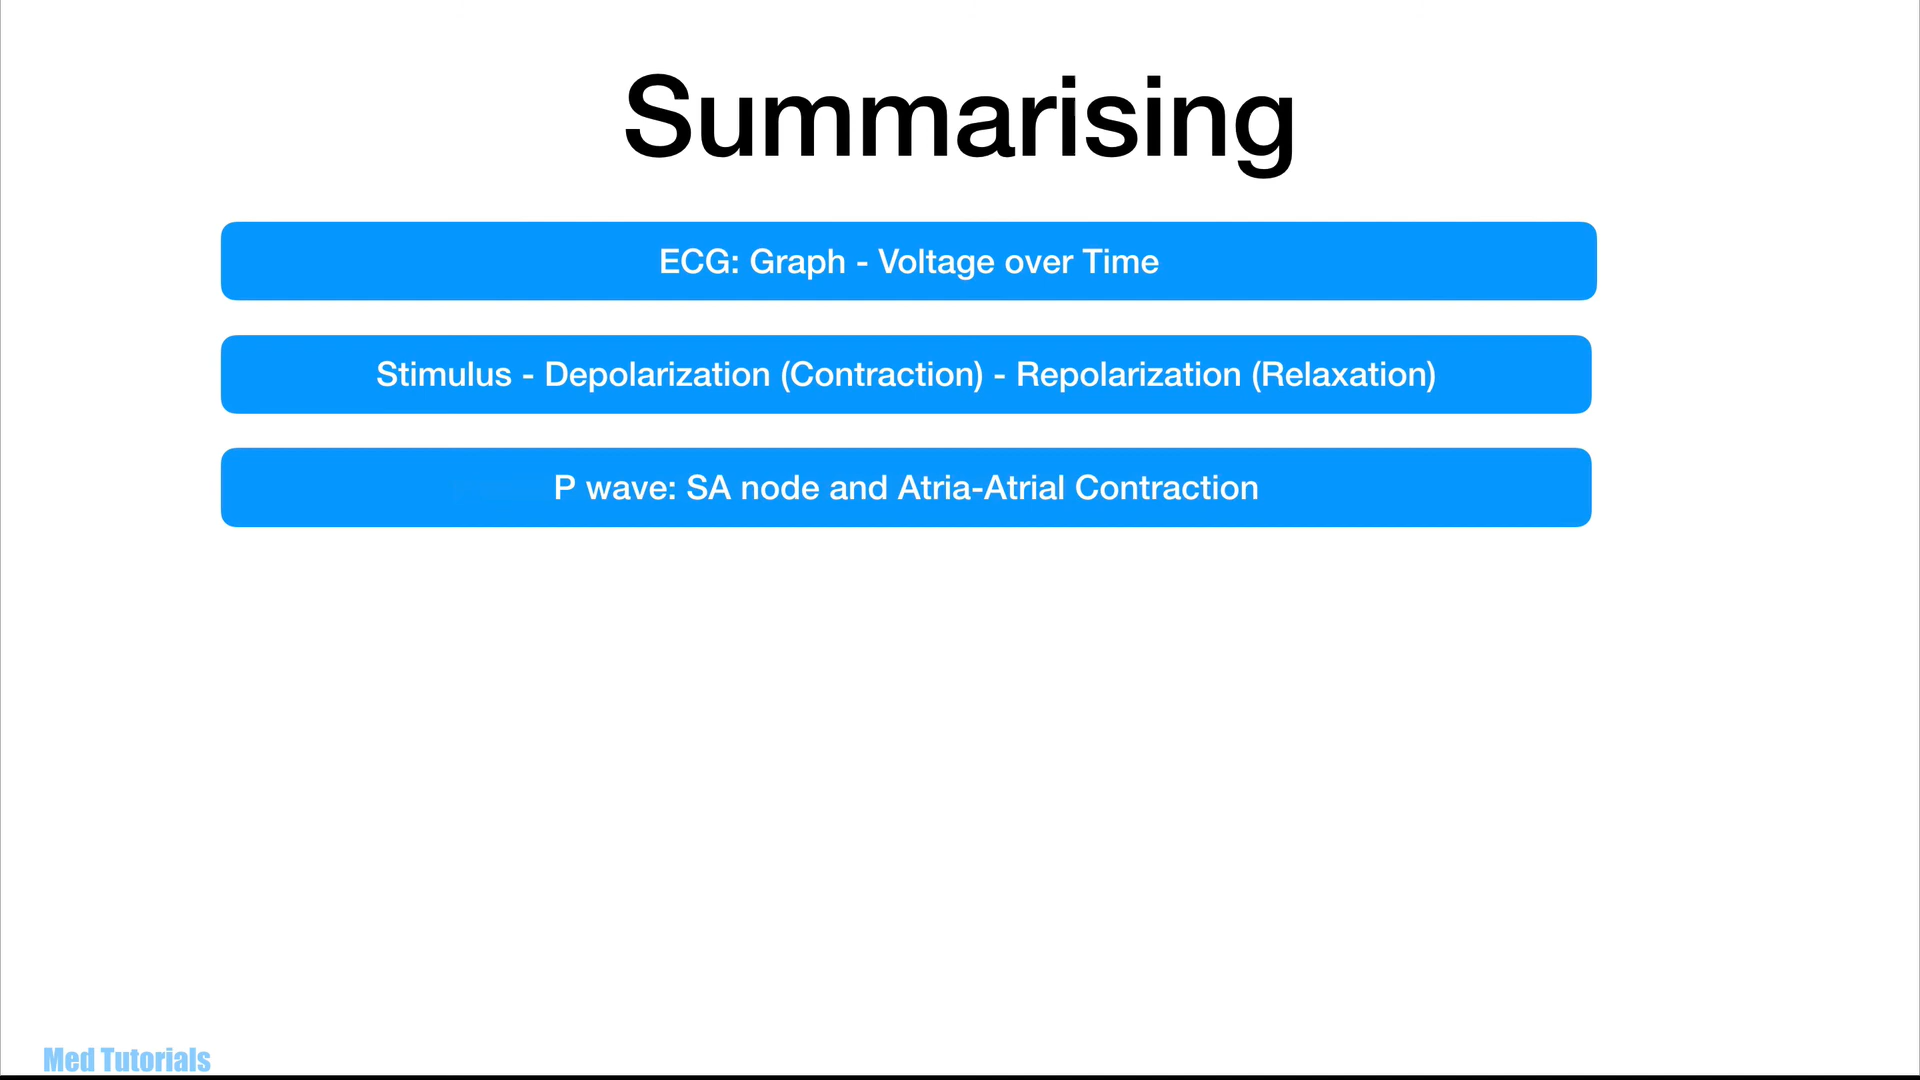 Summarising
ECG: Graph - Voltage over Time
Stimulus - Depolarization (Contraction) - Repolarization (Relaxation)
P wave: SA node and Atria-Atrial Contraction
Med Tutorials